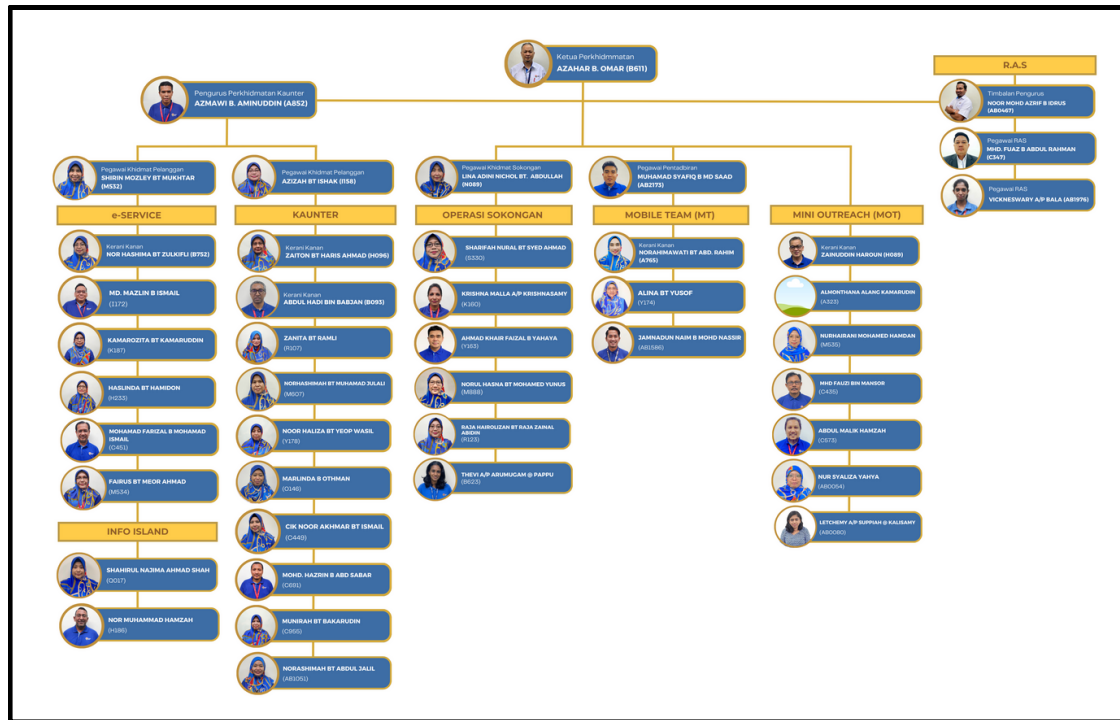 Ketua Perkhidmmatan
AZAHAR B. OMAR (B611)
Pengurus Perkhidmatan Kaunter
AZMAWI B. AMINUDDIN (A852)
R.A.S
Timbalan Pengurus
NOOR MOHD AZRIF B IDRUS
(AB0467)
Pegawai RAS
MHD. FUAZ B ABDUL RAHMAN
(C347)
Pegawai RAS
VICKNESWARY A/P BALA (AB1976)
Pegawai Khidmat Pelanggan
SHIRIN MOZLEY BT MUKHTAR
(M532)
e-SERVICE
Kerani Kanan
NOR HASHIMA BT ZULKIFLI (B752)
MD. MAZLIN B ISMAIL
(I172)
KAMAROZITA BT KAMARUDDIN
(K187)
HASLINDA BT HAMIDON
(H233)
MOHAMAD FARIZAL B MOHAMAD
ISMAIL
(C451)
FAIRUS BT MEOR AHMAD
(M534)
INFO ISLAND
SHAHIRUL NAJIMA AHMAD SHAH
(O017)
NOR MUHAMMAD HAMZAH
(H186)
Pegawai Khidmat Pelanggan
AZIZAH BT ISHAK (I158)
KAUNTER
Kerani Kanan
ZAITON BT HARIS AHMAD (H096)
Kerani Kanan
ABDUL HADI BIN BABJAN (B093)
ZANITA BT RAMLI
(R107)
NORHASHIMAH BT MUHAMAD JULALI
(M607)
NOOR HALIZA BT YEOP WASIL
(Y178)
MARLINDA B OTHMAN
(O146)
CIK NOOR AKHMAR BT ISMAIL
(C449)
MOHD. HAZRIN B ABD SABAR
(C691)
MUNIRAH BT BAKARUDIN
(C955)
NORASHIMAH BT ABDUL JALIL
(AB1051)
Pegawai Khidmat Sokongan
LINA ADINI NICHOL BT. ABDULLAH
(N089)
OPERASI SOKONGAN
SHARIFAH NURAL BT SYED AHMAD
(S330)
KRISHNA MALLA A/P KRISHNASAMY
(K160)
AHMAD KHAIR FAIZAL B YAHAYA
(Y163)
NORUL HASNA BT MOHAMED YUNUS
(M888)
RAJA HAIROLIZAN BT RAJA ZAINAL
ABIDIN
(R123)
THEVI A/P ARUMUGAM @ PAPPU
(B623)
Pegawai Pentadbiran
MUHAMAD SYAFIQ B MD SAAD
(AB2173)
MOBILE TEAM (MT)
Kerani Kanan
NORAHIMAWATI BT ABD. RAHIM
(A765)
ALINA BT YUSOF
(Y174)
JAMNADUN NAIM B MOHD NASSIR
(AB1586)
MINI OUTREACH (MOT)
Kerani Kanan
ZAINUDDIN HAROUN (H089)
ALMONTHANA ALANG KAMARUDIN
(A323)
NURHAIRANI MOHAMED HAMDAN
(M535)
MHD FAUZI BIN MANSOR
(C435)
ABDUL MALIK HAMZAH
(C573)
NUR SYALIZA YAHYA
(AB0054)
LETCHEMY A/P SUPPIAH @ KALISAMY
(AB0080)